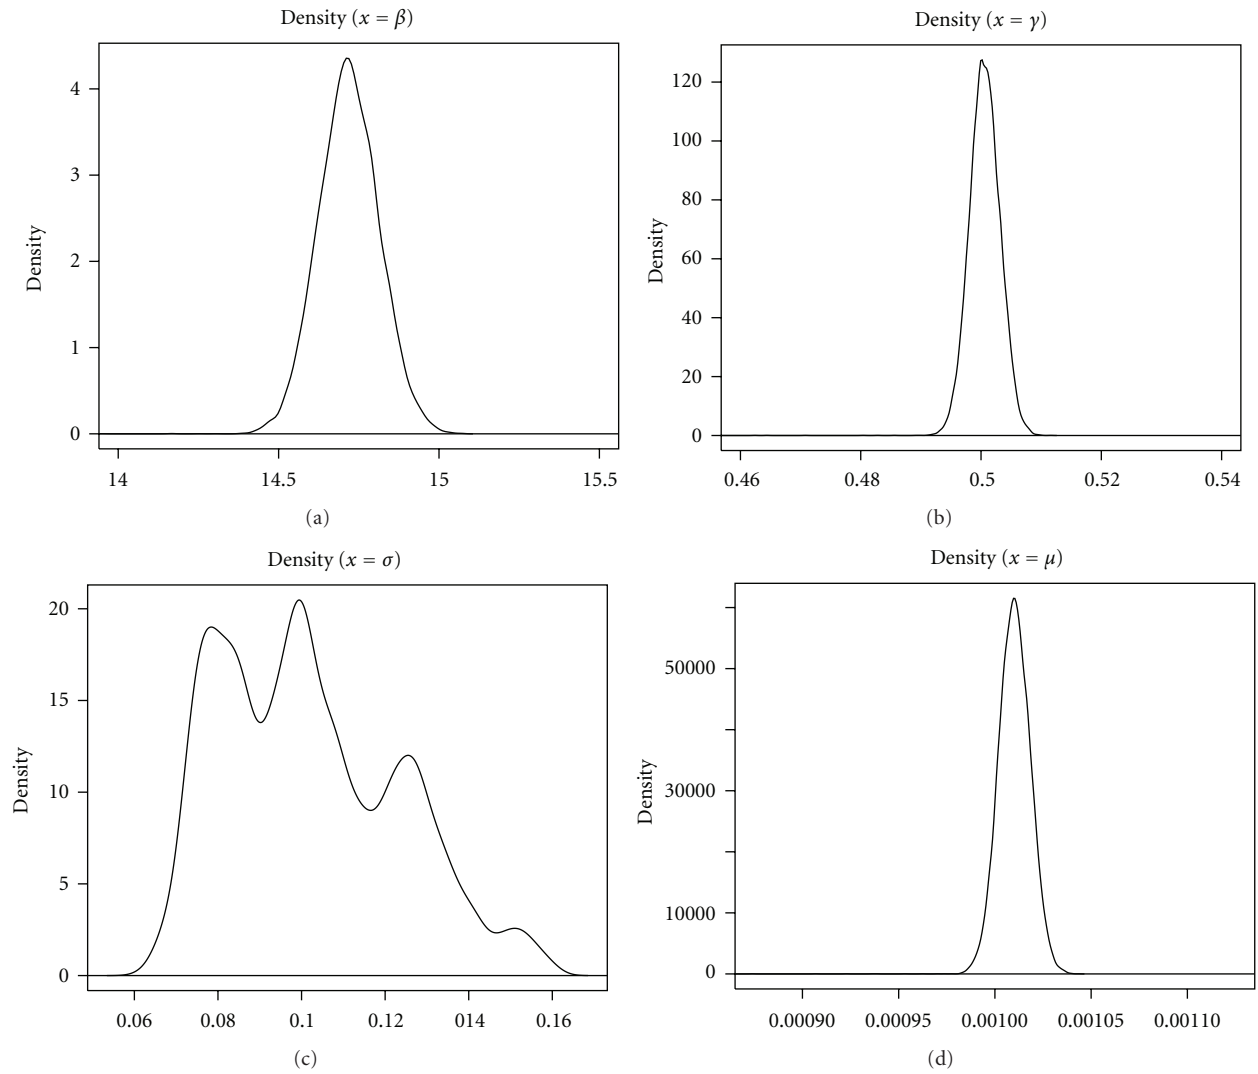 Density (x = β)
Density
4
3
2
1
0
14 14.5 15 15.5
(a)
Density (x = γ)
Density
120
100
80
60
40
20
0
0.46 0.48 0.5 0.52 0.54
(b)
Density (x = σ)
Density
20
15
10
5
0
0.06 0.08 0.1 0.12 014 0.16
(c)
Density (x = μ)
Density
50000
30000
10000
0
0.00090 0.00095 0.00100 0.00105 0.00110
(d)